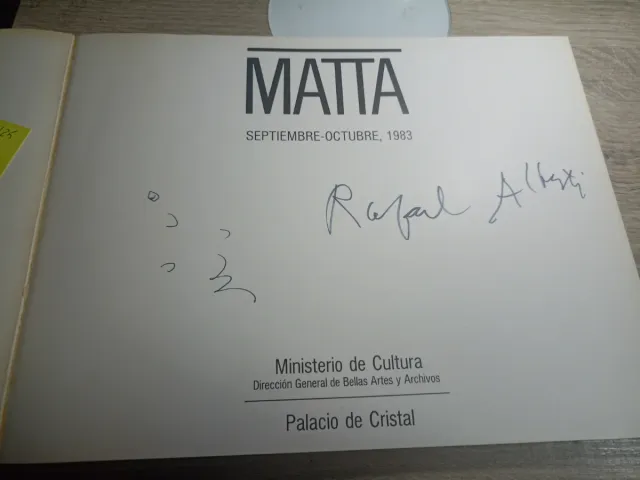 MATTA
SEPTIEMBRE-OCTUBRE, 1983
Rafael Alberti
Ministerio de Cultura
Dirección General de Bellas Artes y Archivos
Palacio de Cristal